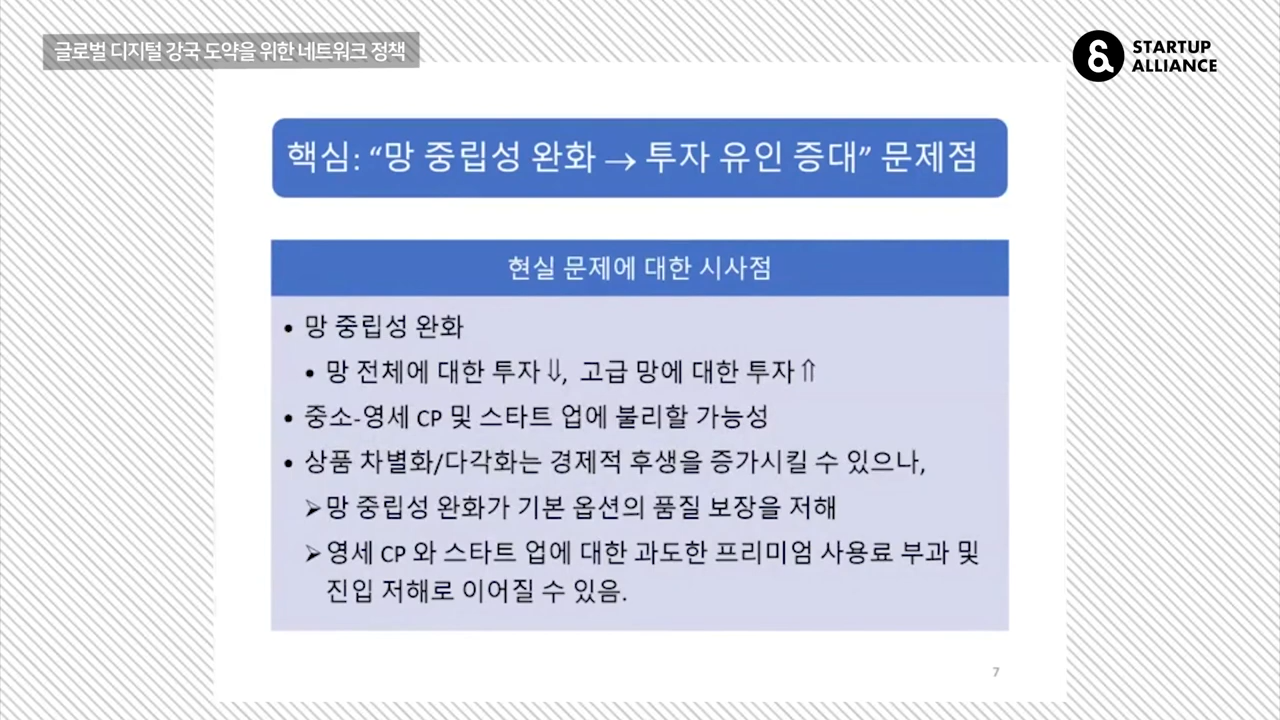 글로벌 디지털 강국 도약을 위한 네트워크 정책
STARTUP
ALLIANCE
핵심: “망 중립성 완화 → 투자 유인 증대” 문제점
현실 문제에 대한 시사점
• 망 중립성 완화
• 망 전체에 대한 투자⇓, 고급 망에 대한 투자⇑
• 중소-영세 CP 및 스타트 업에 불리할 가능성
• 상품 차별화/다각화는 경제적 후생을 증가시킬 수 있으나,
➢망 중립성 완화가 기본 옵션의 품질 보장을 저해
➢영세 CP 와 스타트 업에 대한 과도한 프리미엄 사용료 부과 및
진입 저해로 이어질 수 있음.
7